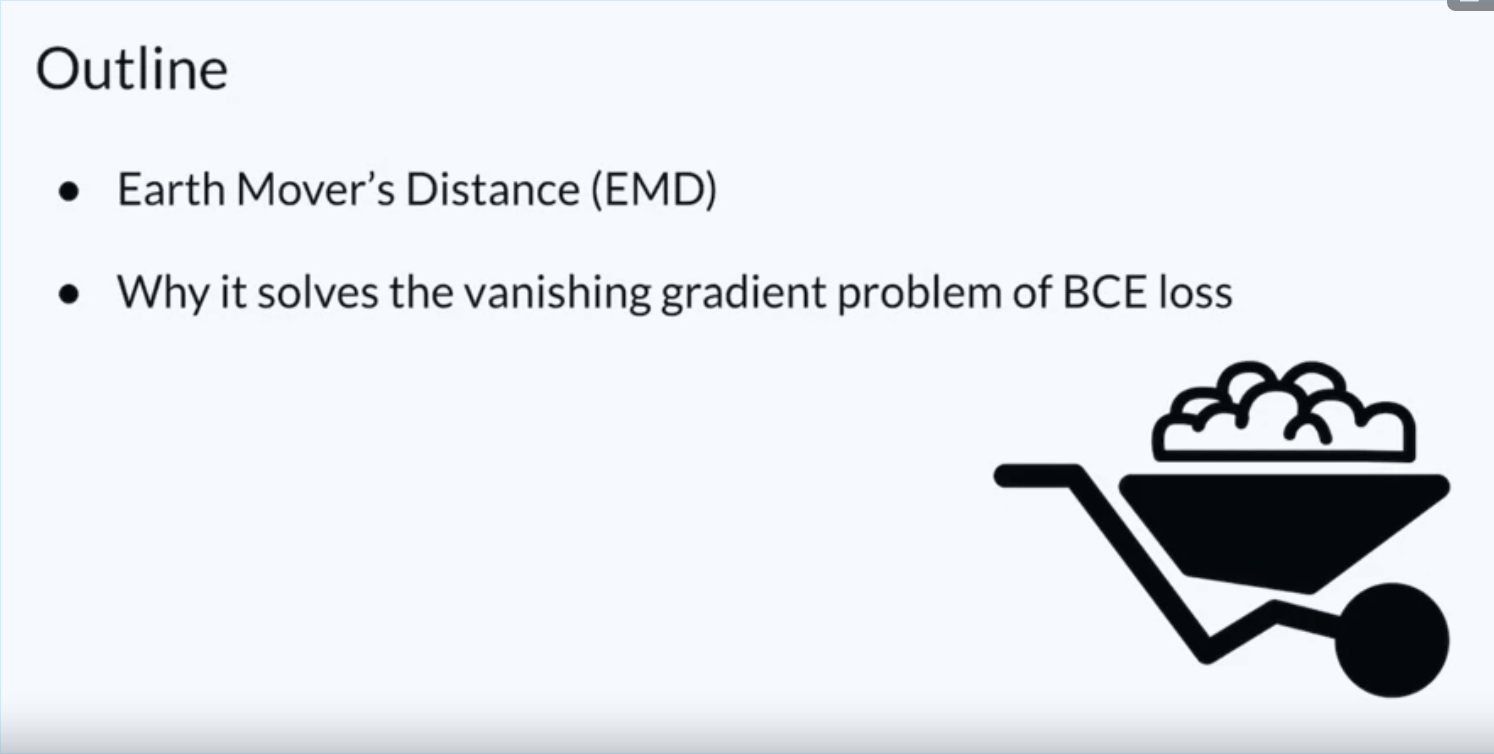 Outline
● Earth Mover’s Distance (EMD)
● Why it solves the vanishing gradient problem of BCE loss